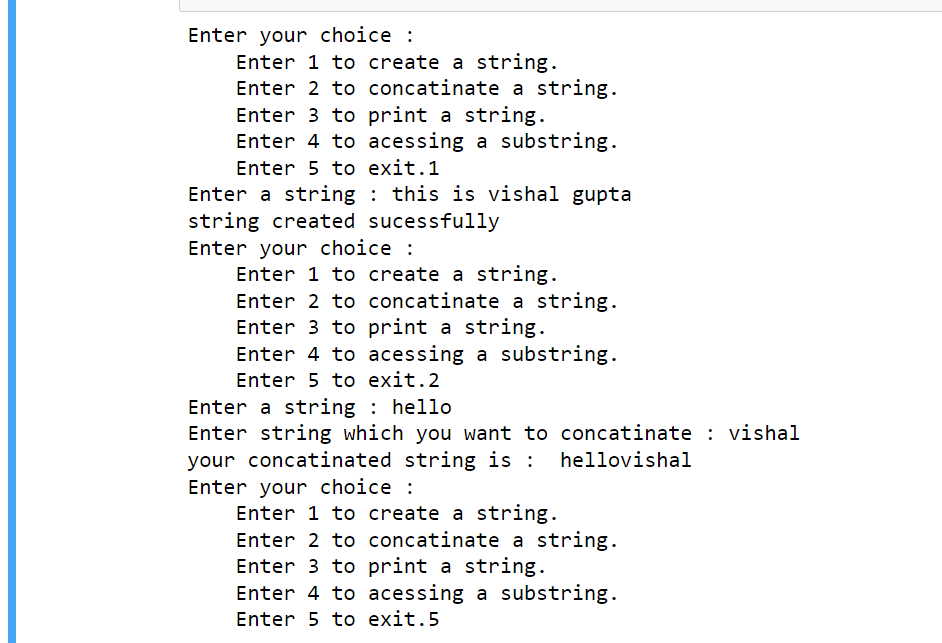 Enter your choice :
    Enter 1 to create a string.
    Enter 2 to concatinate a string.
    Enter 3 to print a string.
    Enter 4 to acessing a substring.
    Enter 5 to exit.1
Enter a string : this is vishal gupta
string created sucessfully
Enter your choice :
    Enter 1 to create a string.
    Enter 2 to concatinate a string.
    Enter 3 to print a string.
    Enter 4 to acessing a substring.
    Enter 5 to exit.2
Enter a string : hello
Enter string which you want to concatinate : vishal
your concatinated string is :  hellovishal
Enter your choice :
    Enter 1 to create a string.
    Enter 2 to concatinate a string.
    Enter 3 to print a string.
    Enter 4 to acessing a substring.
    Enter 5 to exit.5